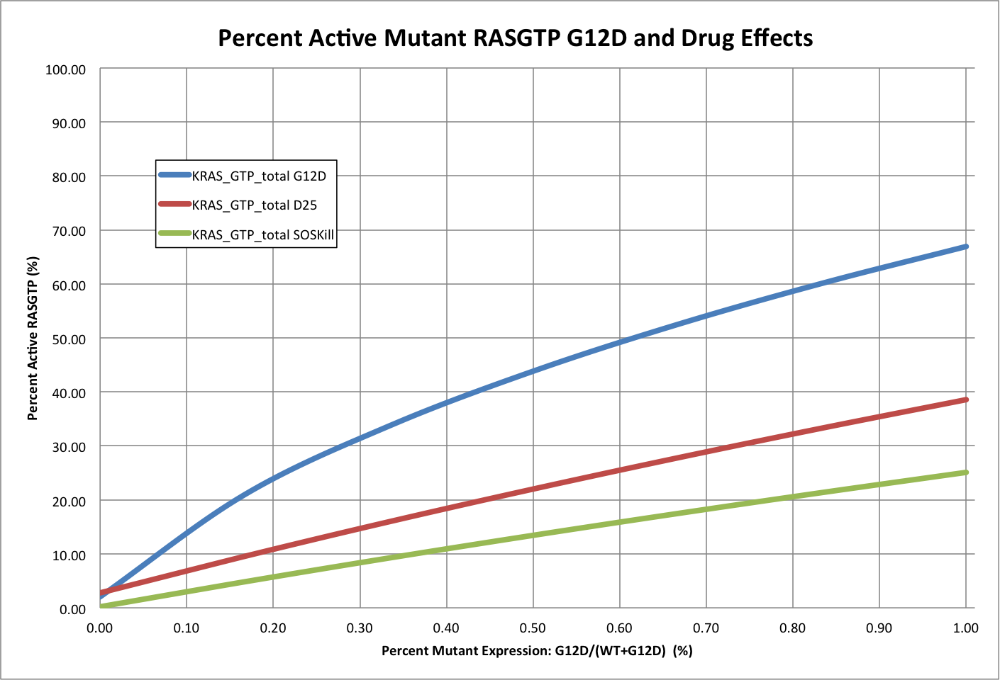 Percent Active Mutant RASGTP G12D and Drug Effects
100.00
90.00
80.00
70.00
60.00
50.00
40.00
30.00
20.00
10.00
0.00
Percent Active RASGTP (%)
KRAS_GTP_total G12D
KRAS_GTP_total D25
KRAS_GTP_total SOSKill
0.00 0.10 0.20 0.30 0.40 0.50 0.60 0.70 0.80 0.90 1.00
Percent Mutant Expression: G12D/(WT+G12D) (%)